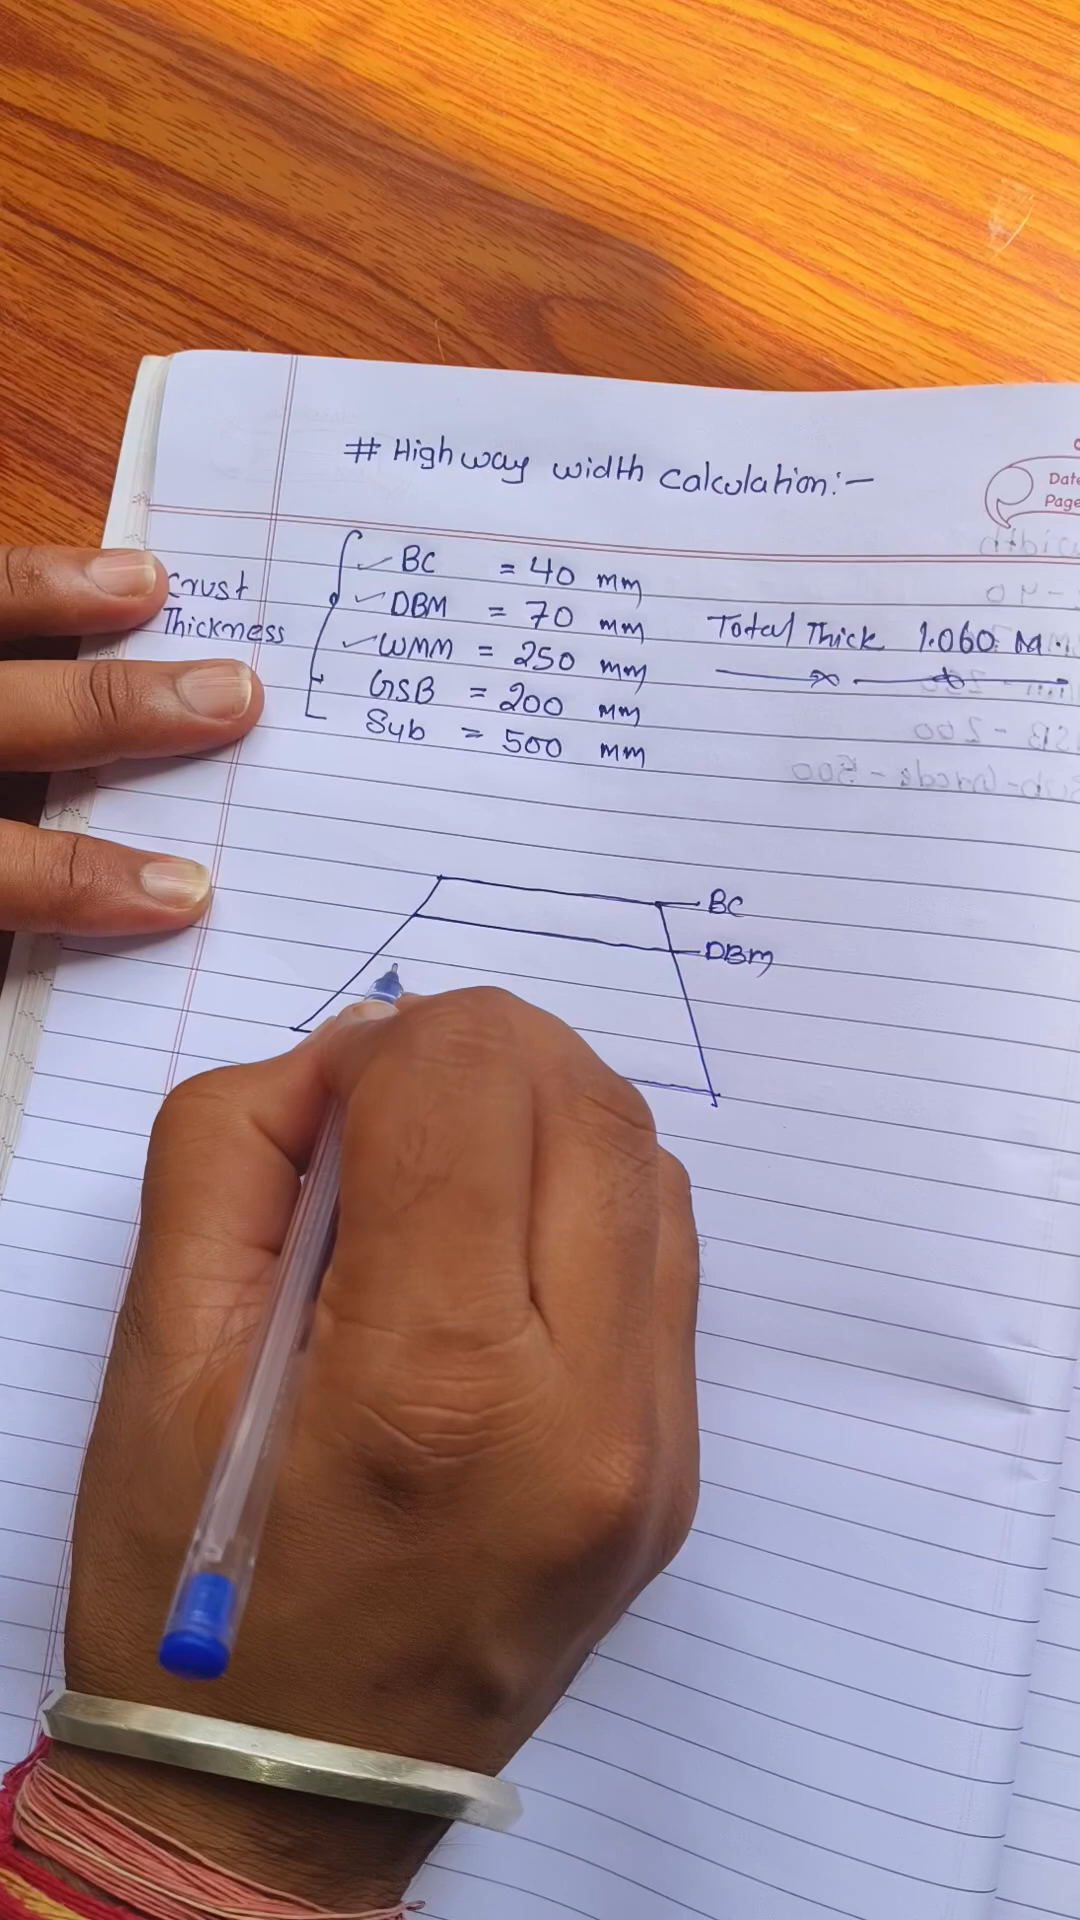 # Highway width calculation:-
Date
Page
Crust
Thickness
BC = 40 mm
DBM = 70 mm
WMM = 250 mm
GSB = 200 mm
Sub = 500 mm
Total Thick 1.060 M
BC
DBM